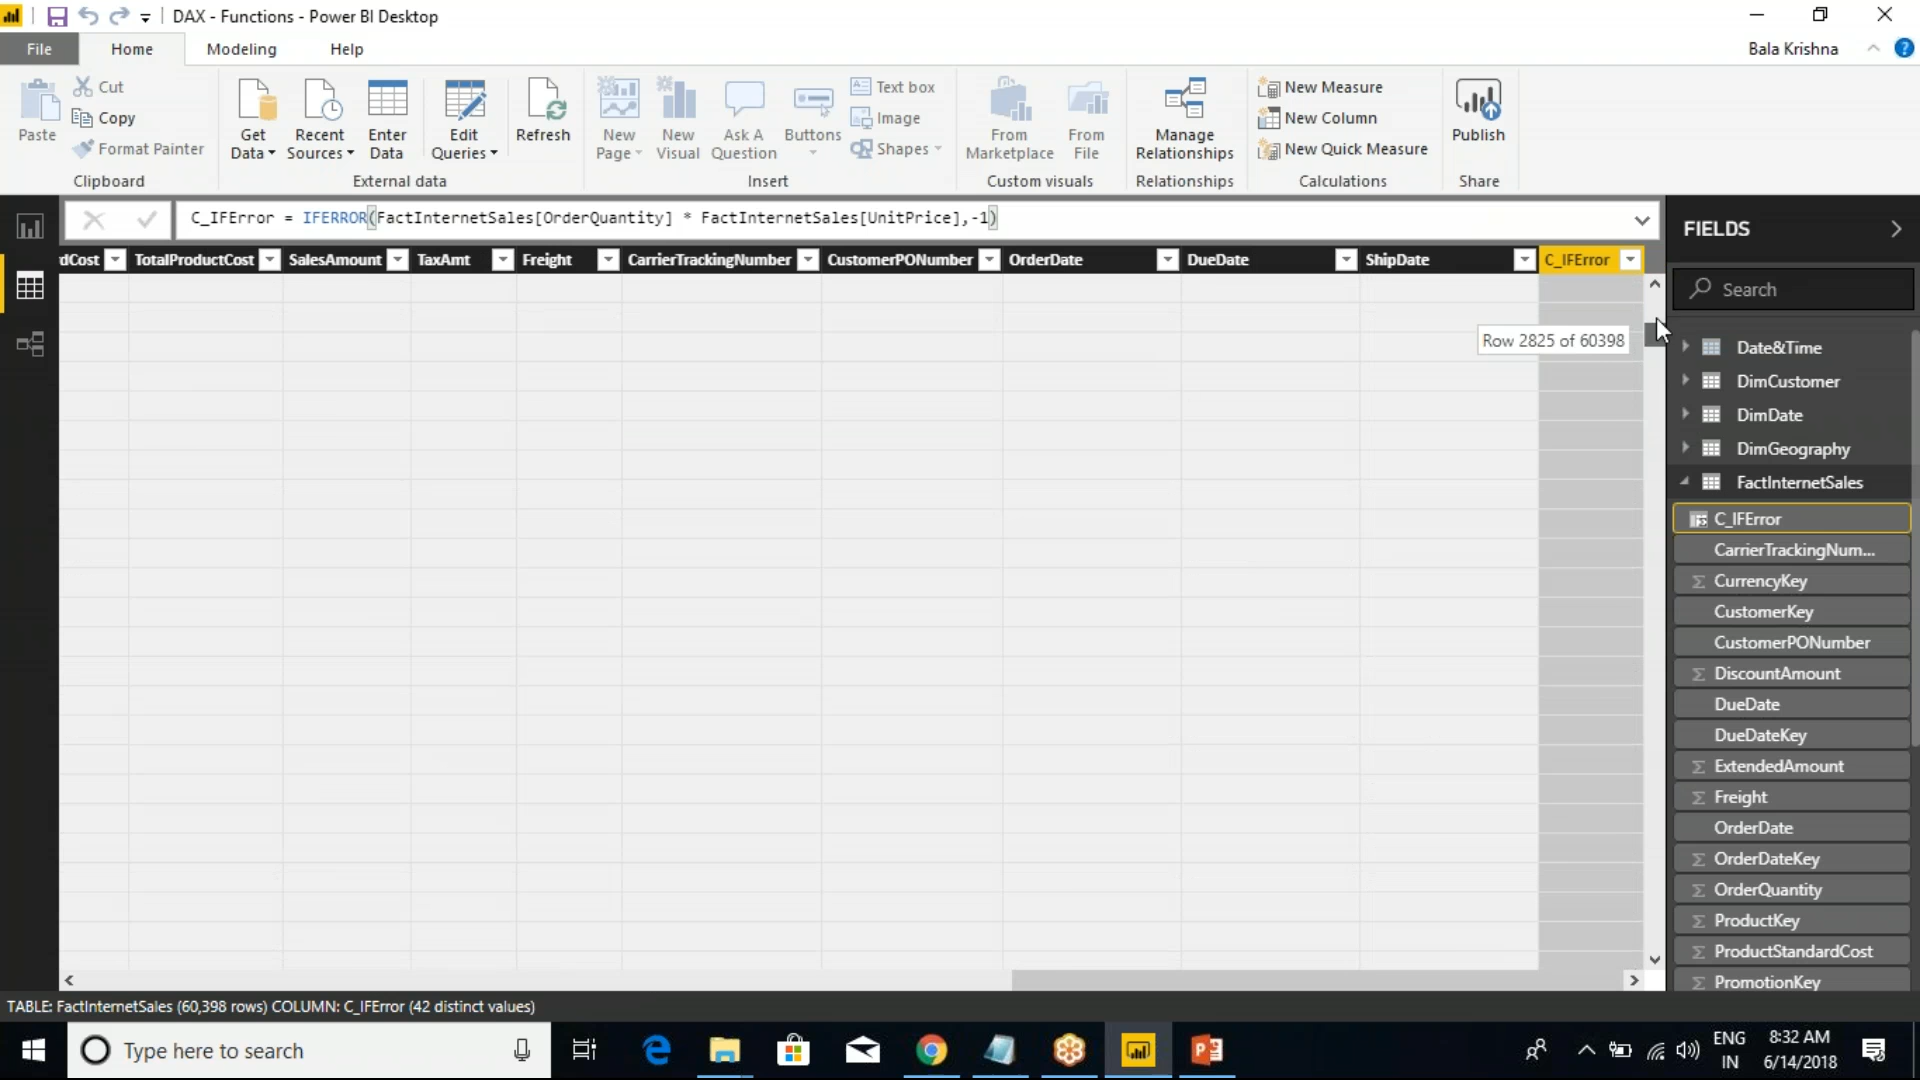 DAX - Functions - Power BI Desktop
File Home Modeling Help Bala Krishna
Paste
Cut
Copy
Format Painter
Clipboard
Get Data
Recent Sources
Enter Data
Edit Queries
Refresh
External data
New Page
New Visual
Ask A Question
Buttons
Text box
Image
Shapes
Insert
From Marketplace
From File
Custom visuals
Manage Relationships
Relationships
New Measure
New Column
New Quick Measure
Calculations
Publish
Share
C_IFError = IFERROR(FactInternetSales[OrderQuantity] * FactInternetSales[UnitPrice],-1)
dCost TotalProductCost SalesAmount TaxAmt Freight CarrierTrackingNumber CustomerPONumber OrderDate DueDate ShipDate C_IFError
Row 2825 of 60398
FIELDS
Search
Date&Time
DimCustomer
DimDate
DimGeography
FactInternetSales
C_IFError
CarrierTrackingNum...
CurrencyKey
CustomerKey
CustomerPONumber
DiscountAmount
DueDate
DueDateKey
ExtendedAmount
Freight
OrderDate
OrderDateKey
OrderQuantity
ProductKey
ProductStandardCost
PromotionKey
TABLE: FactInternetSales (60,398 rows) COLUMN: C_IFError (42 distinct values)
Type here to search
ENG
IN
8:32 AM
6/14/2018